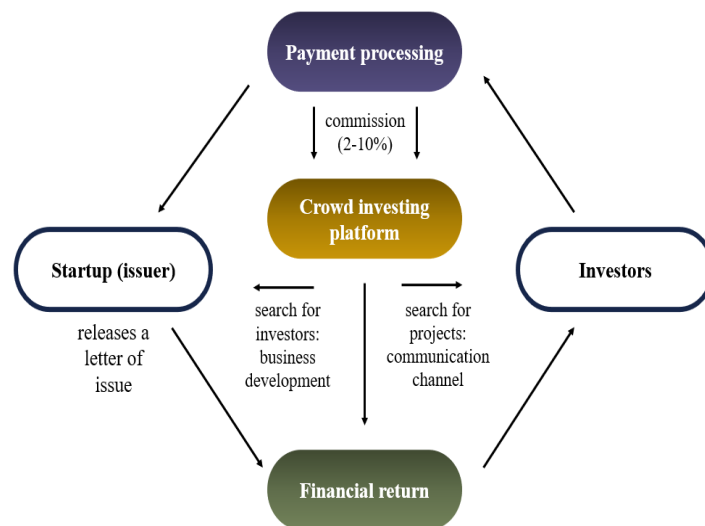 Payment processing
commission
(2-10%)
Crowd investing
platform
Startup (issuer)
Investors
releases a
letter of
issue
search for
investors:
business
development
search for
projects:
communication
channel
Financial return